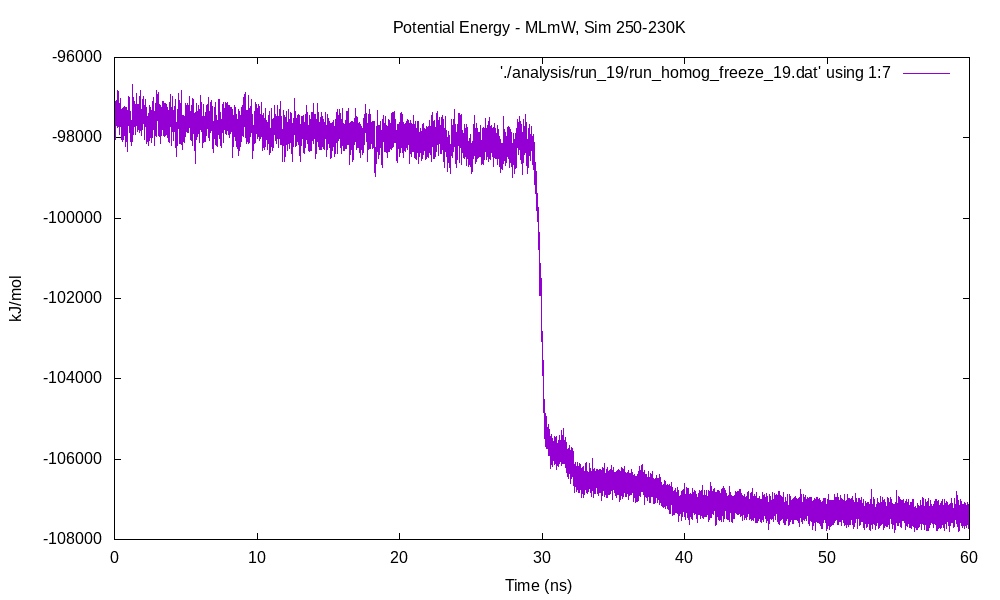 Potential Energy - MLmW, Sim 250-230K
'./analysis/run_19/run_homog_freeze_19.dat' using 1:7
-96000
-98000
-100000
-102000
-104000
-106000
-108000
kJ/mol
0 10 20 30 40 50 60
Time (ns)